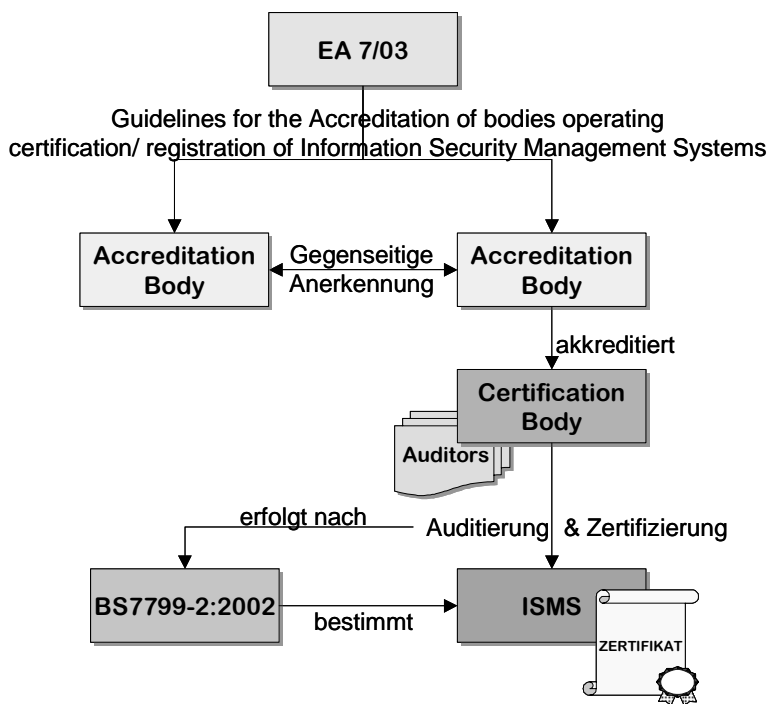 EA 7/03
Guidelines for the Accreditation of bodies operating
certification/ registration of Information Security Management Systems
Accreditation
Body
Gegenseitige
Anerkennung
Accreditation
Body
akkreditiert
Certification
Body
Auditors
erfolgt nach
Auditierung & Zertifizierung
BS7799-2:2002
bestimmt
ISMS
ZERTIFIKAT